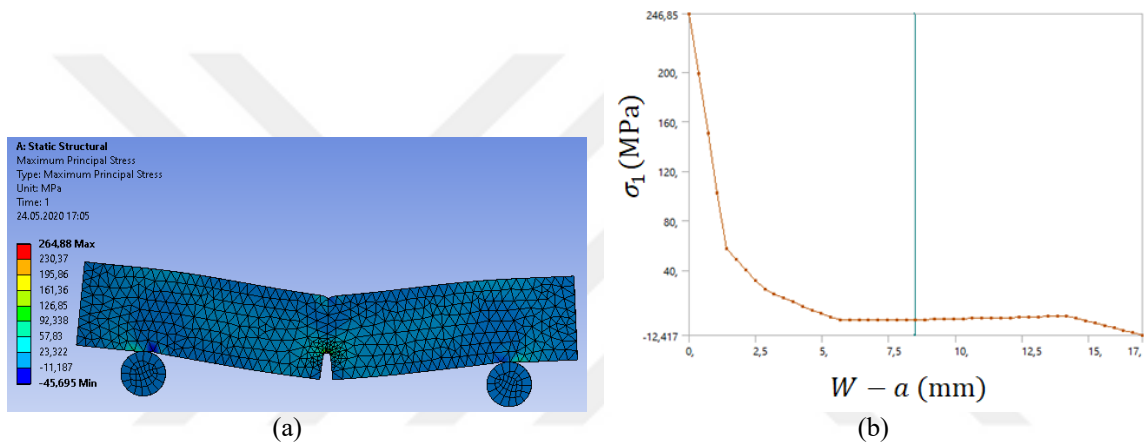 A: Static Structural
Maximum Principal Stress
Type: Maximum Principal Stress
Unit: MPa
Time: 1
24.05.2020 17:05
264,88 Max
230,37
195,86
161,36
126,85
92,338
57,83
23,322
-11,187
-45,695 Min
(a)
246,85
200,
160,
120,
80,
40,
-12,417
σ₁ (MPa)
0, 2,5 5, 7,5 10, 12,5 15, 17,
W − a (mm)
(b)